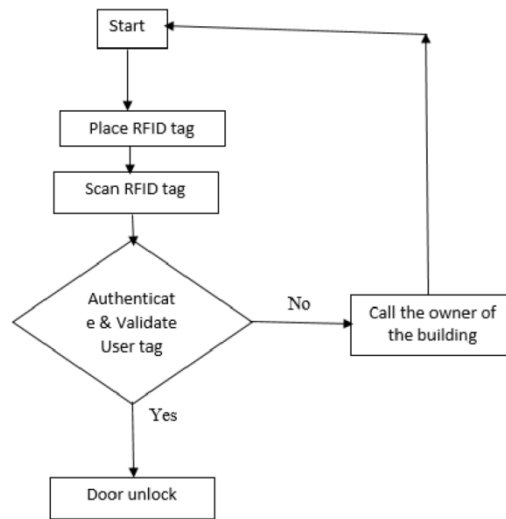 Start
Place RFID tag
Scan RFID tag
Authenticat
e & Validate
User tag
No
Call the owner of
the building
Yes
Door unlock